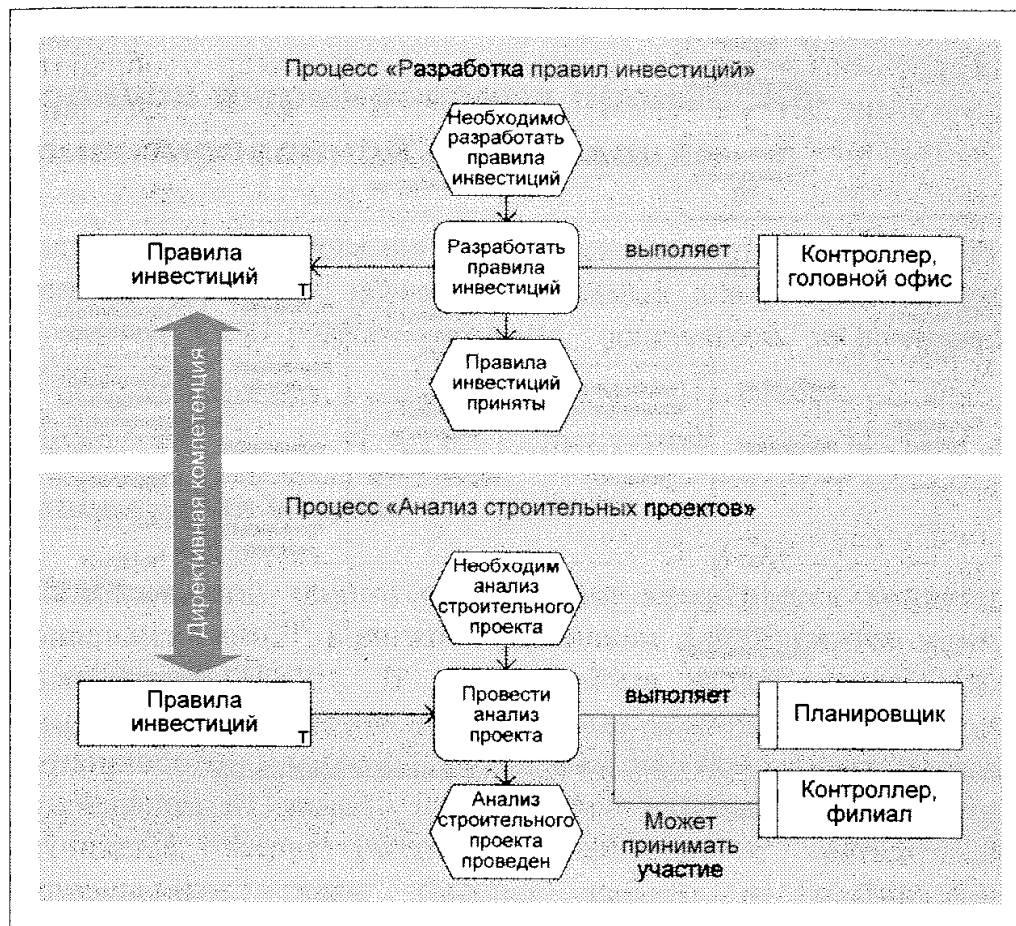 Процесс «Разработка правил инвестиций»
Необходимо
разработать
правила
инвестиций
Правила
инвестиций
Т
Разработать
правила
инвестиций
выполяет
Контроллер,
головной офис
Правила
инвестиций
приняты
Директивная компетенция
Процесс «Анализ строительных проектов»
Необходим
анализ
строительного
проекта
Правила
инвестиций
Т
Провести
анализ
проекта
выполяет
Планировщик
Контроллер,
филиал
Может
принимать
участие
Анализ
строительного
проекта
проведен